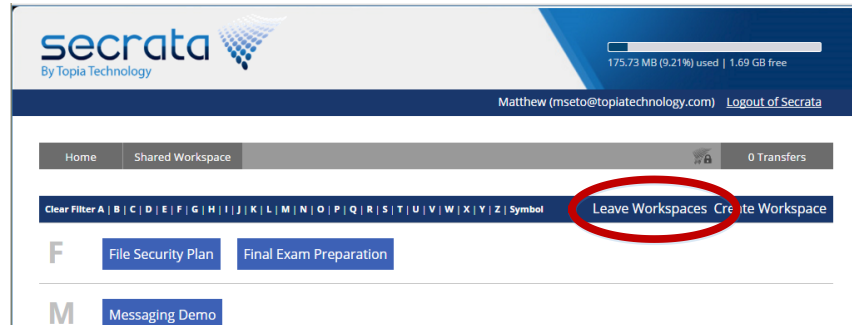 secrata
By Topia Technology
175.73 MB (9.21%) used | 1.69 GB free
Matthew (mseto@topiatechnology.com) Logout of Secrata
Home Shared Workspace 0 Transfers
Clear Filter A | B | C | D | E | F | G | H | I | J | K | L | M | N | O | P | Q | R | S | T | U | V | W | X | Y | Z | Symbol Leave Workspaces Create Workspace
F File Security Plan Final Exam Preparation
M Messaging Demo